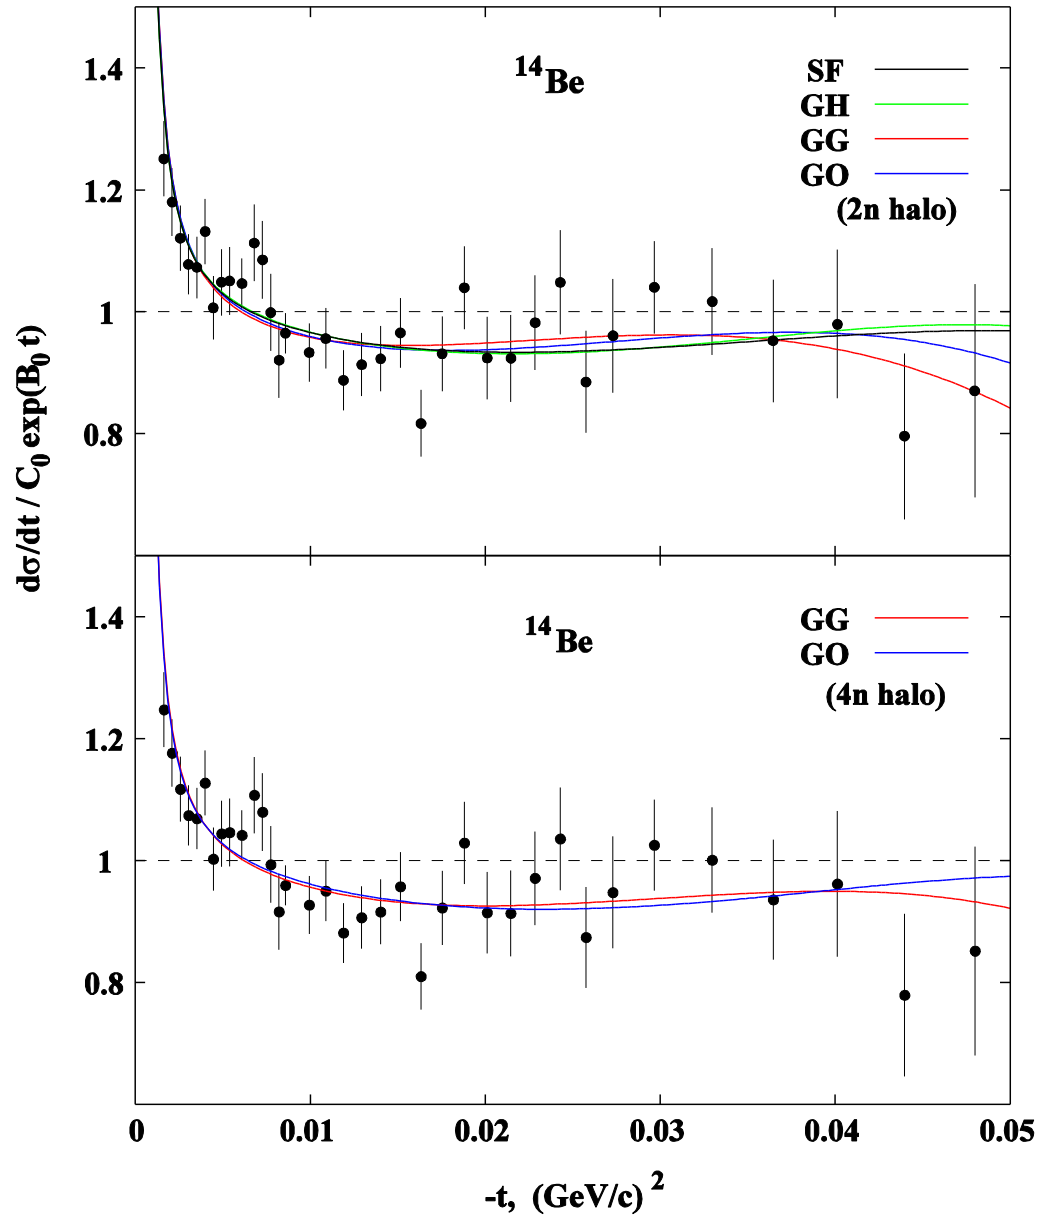 dσ/dt / C₀ exp(B₀ t)
¹⁴Be
SF
GH
GG
GO
(2n halo)
1.4
1.2
1
0.8
¹⁴Be
GG
GO
(4n halo)
1.4
1.2
1
0.8
0 0.01 0.02 0.03 0.04 0.05
-t, (GeV/c) ²